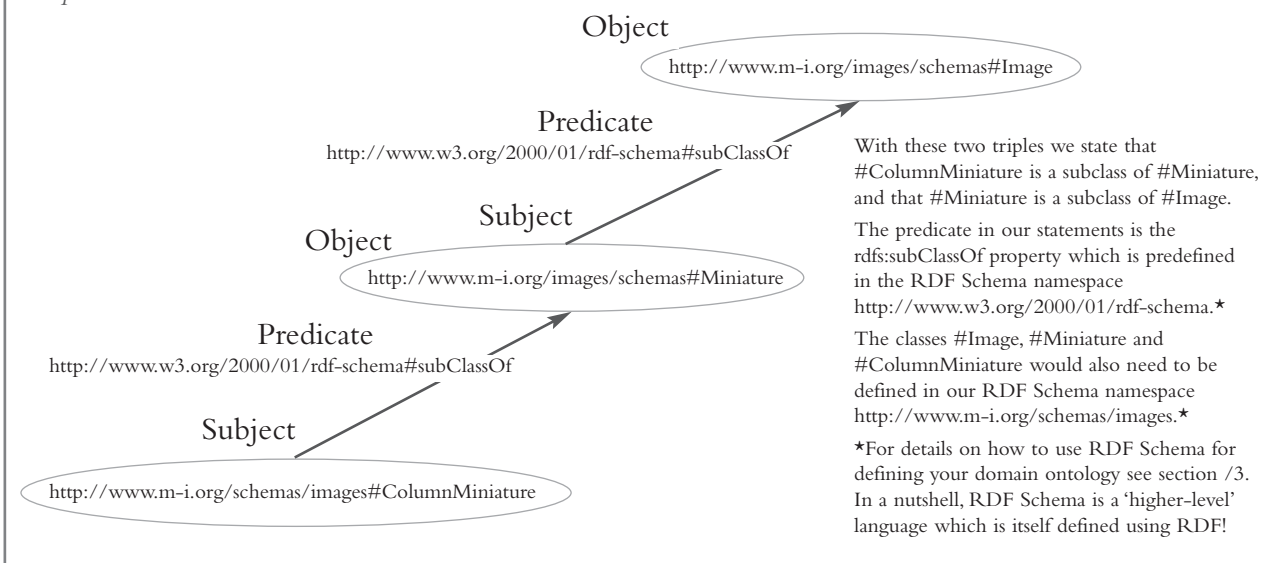 Object
http://www.m-i.org/images/schemas#Image
Predicate
http://www.w3.org/2000/01/rdf-schema#subClassOf
Subject
Object
http://www.m-i.org/images/schemas#Miniature
Predicate
http://www.w3.org/2000/01/rdf-schema#subClassOf
Subject
http://www.m-i.org/schemas/images#ColumnMiniature
With these two triples we state that
#ColumnMiniature is a subclass of #Miniature,
and that #Miniature is a subclass of #Image.
The predicate in our statements is the
rdfs:subClassOf property which is predefined
in the RDF Schema namespace
http://www.w3.org/2000/01/rdf-schema.★
The classes #Image, #Miniature and
#ColumnMiniature would also need to be
defined in our RDF Schema namespace
http://www.m-i.org/schemas/images.★
★For details on how to use RDF Schema for
defining your domain ontology see section /3.
In a nutshell, RDF Schema is a ‘higher-level’
language which is itself defined using RDF!